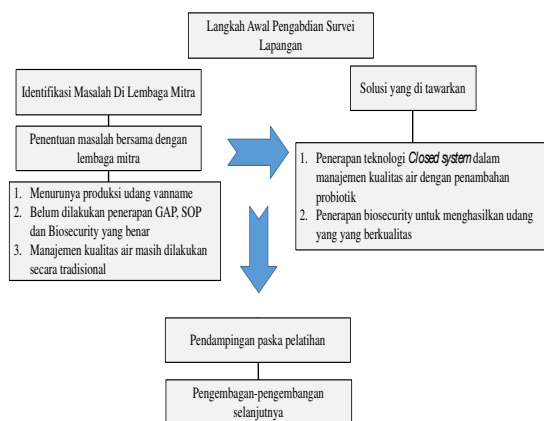 Langkah Awal Pengabdian Survei
Lapangan
Identifikasi Masalah Di Lembaga Mitra
Penentuan masalah bersama dengan
lembaga mitra
1. Menurunya produksi udang vanname
2. Belum dilakukan penerapan GAP, SOP
dan Biosecurity yang benar
3. Manajemen kualitas air masih dilakukan
secara tradisional
Solusi yang di tawarkan
1. Penerapan teknologi Closed system dalam
manajemen kualitas air dengan penambahan
probiotik
2. Penerapan biosecurity untuk menghasilkan udang
yang yang berkualitas
Pendampingan paska pelatihan
Pengembagan-pengembangan
selanjutnya